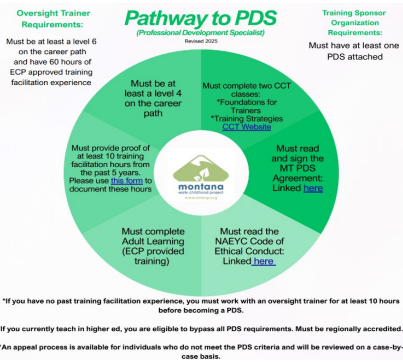 Oversight Trainer
Requirements:
Must be at least a level 6
on the career path
and have 60 hours of
ECP approved training
facilitation experience
Pathway to PDS
(Professional Development Specialist)
Revised 2025
Training Sponsor
Organization
Requirements:
Must have at least one
PDS attached
Must be at
least a level 4
on the career
path
Must complete two CCT
classes:
*Foundations for
Trainers
*Training Strategies
CCT Website
Must provide proof of
at least 10 training
facilitation hours from
the past 5 years.
Please use this form to
document these hours
Must read
and sign the
MT PDS
Agreement:
Linked here
montana
early childhood project
Must complete
Adult Learning
(ECP provided
training)
Must read the
NAEYC Code of
Ethical Conduct:
Linked here
*If you have no past training facilitation experience, you must work with an oversight trainer for at least 10 hours
before becoming a PDS.
If you currently teach in higher ed, you are eligible to bypass all PDS requirements. Must be regionally accredited.
*An appeal process is available for individuals who do not meet the PDS criteria and will be reviewed on a case-by-
case basis.